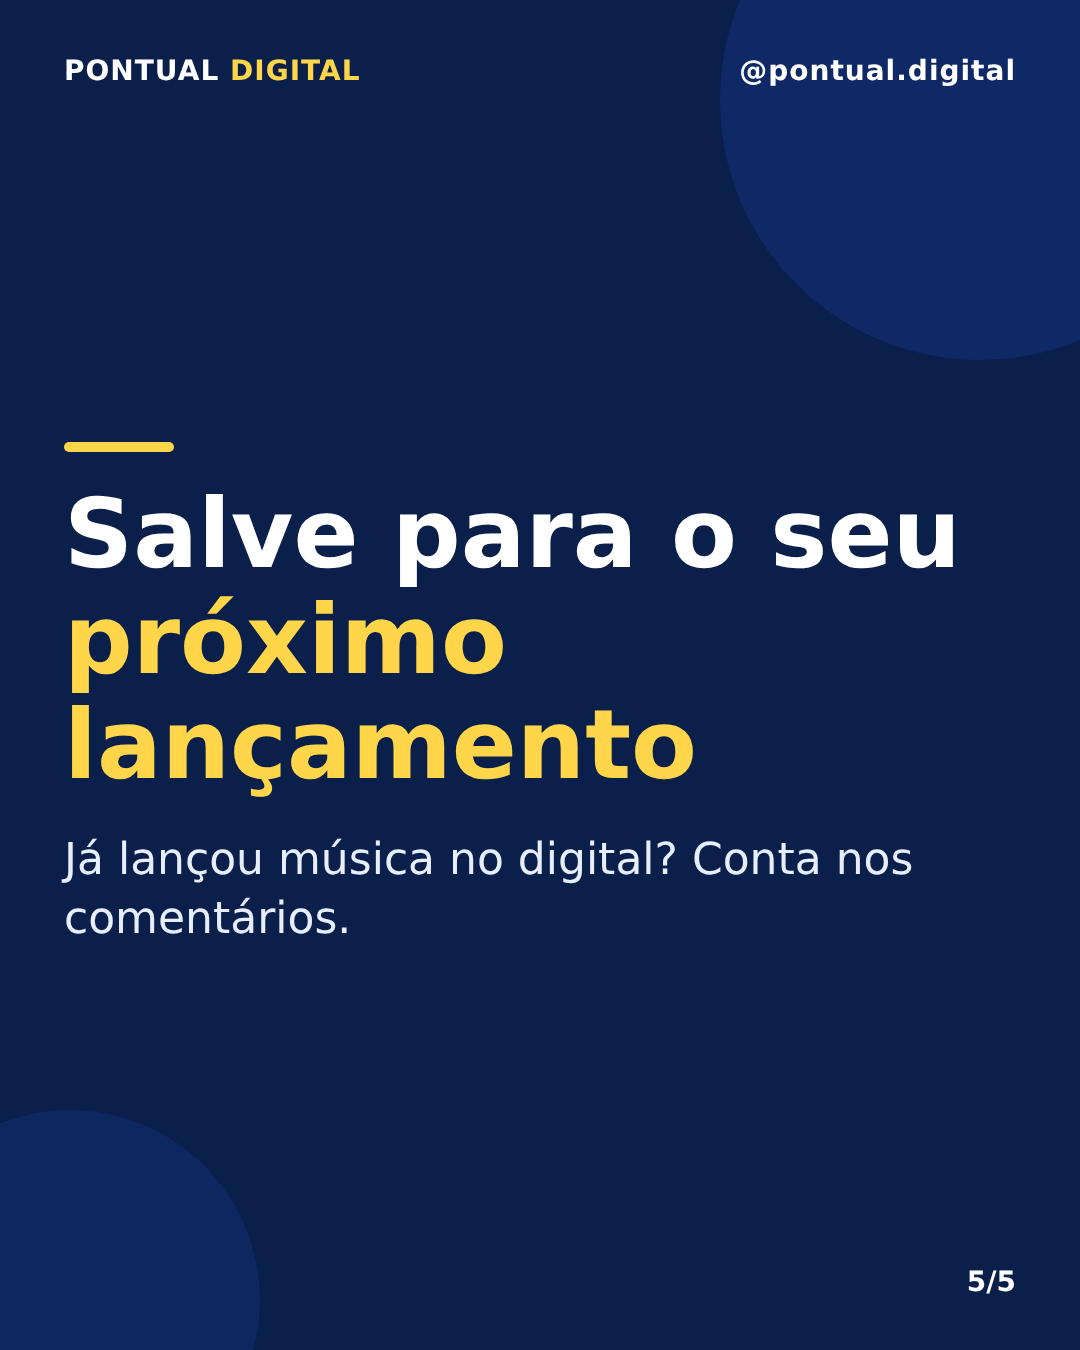 PONTUAL DIGITAL
@pontual.digital
Salve para o seu
próximo
lançamento
Já lançou música no digital? Conta nos
comentários.
5/5